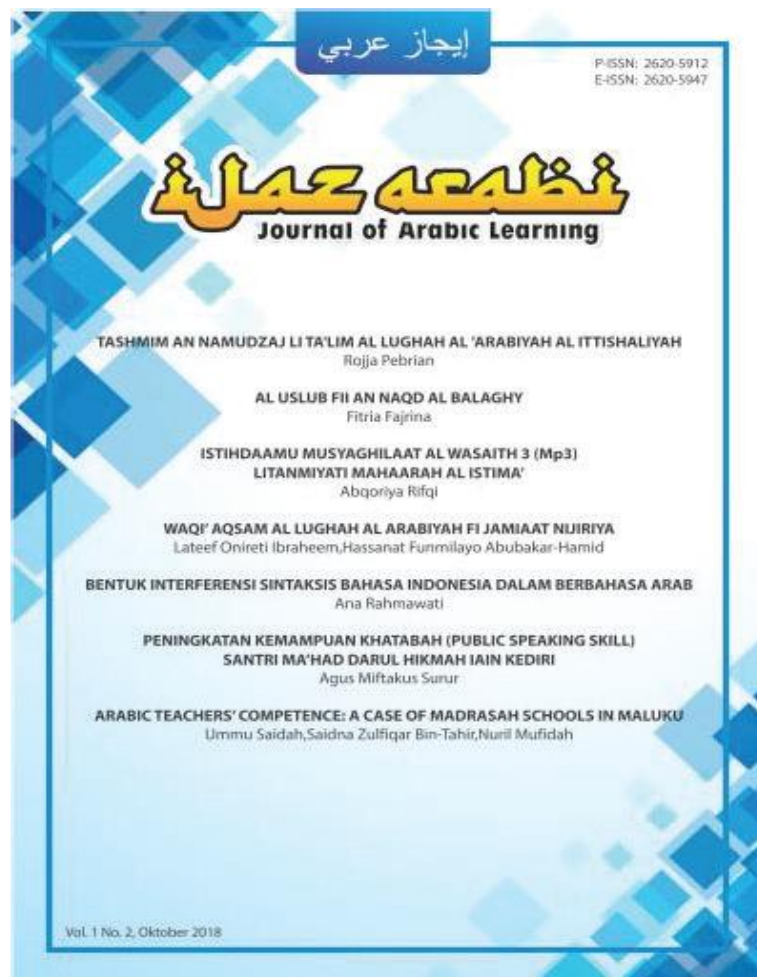 إيجاز عربي
P-ISSN: 2620-5912
E-ISSN: 2620-5947
ijaz arabi
Journal of Arabic Learning
TASHMIM AN NAMUDZAJ LI TA'LIM AL LUGHAH AL 'ARABIYAH AL ITTISHALIYAH
Rojja Pebrian
AL USLUB FII AN NAQD AL BALAGHY
Fitria Fajrina
ISTIHDAAMU MUSYAGHILAAT AL WASAITH 3 (Mp3)
LITANMIYATI MAHAARAH AL ISTIMA'
Abqoriya Rifqi
WAQI' AQSAM AL LUGHAH AL ARABIYAH FI JAMIAAT NIJIRIYA
Lateef Onireti Ibraheem,Hassanat Funmilayo Abubakar-Hamid
BENTUK INTERFERENSI SINTAKSIS BAHASA INDONESIA DALAM BERBAHASA ARAB
Ana Rahmawati
PENINGKATAN KEMAMPUAN KHATABAH (PUBLIC SPEAKING SKILL)
SANTRI MA'HAD DARUL HIKMAH IAIN KEDIRI
Agus Miftakus Surur
ARABIC TEACHERS' COMPETENCE: A CASE OF MADRASAH SCHOOLS IN MALUKU
Ummu Saidah,Saidna Zulfiqar Bin-Tahir,Nuril Mufidah
Vol. 1 No. 2, Oktober 2018